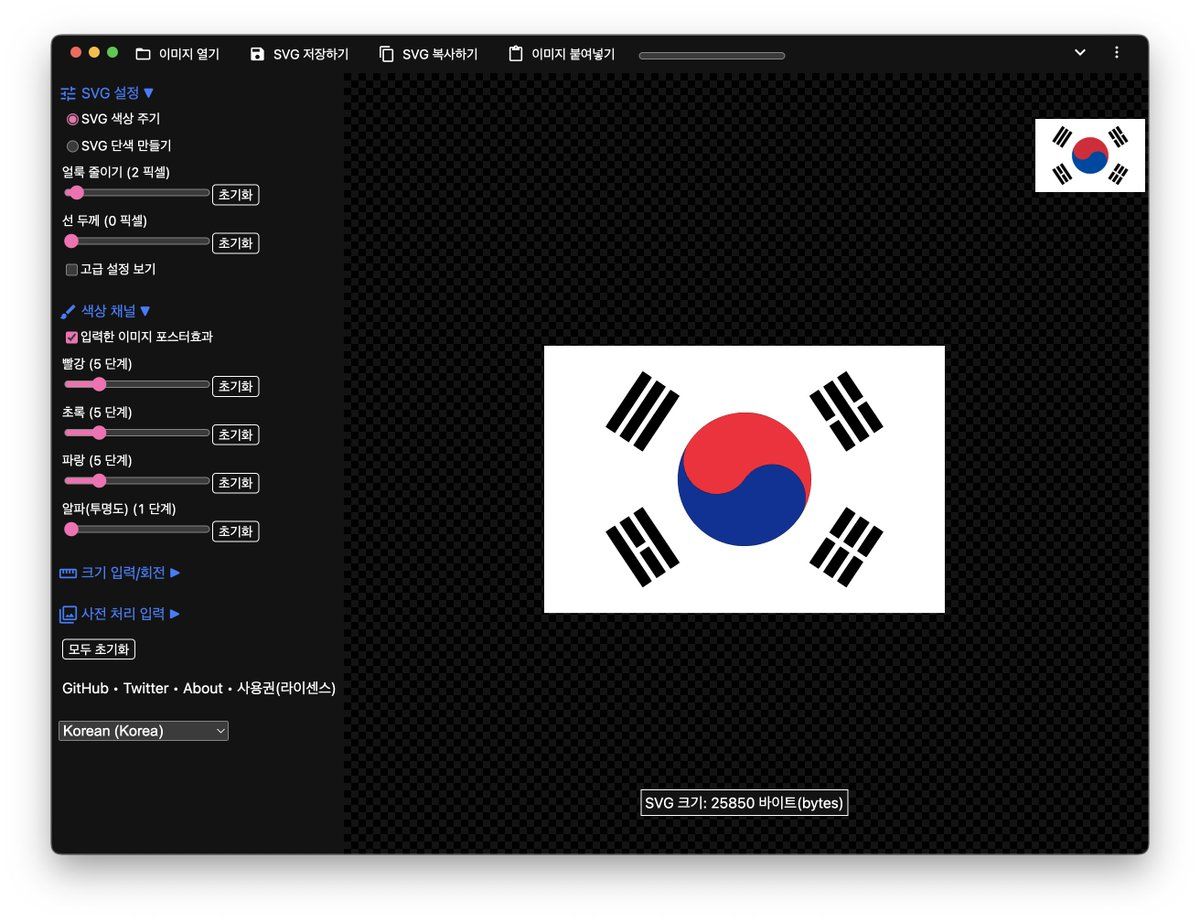 이미지 열기
SVG 저장하기
SVG 복사하기
이미지 붙여넣기
SVG 설정
SVG 색상 주기
SVG 단색 만들기
얼룩 줄이기 (2 픽셀)
초기화
선 두께 (0 픽셀)
초기화
고급 설정 보기
색상 채널
입력한 이미지 포스터효과
빨강 (5 단계)
초기화
초록 (5 단계)
초기화
파랑 (5 단계)
초기화
알파(투명도) (1 단계)
초기화
크기 입력/회전
사전 처리 입력
모두 초기화
GitHub • Twitter • About • 사용권(라이센스)
Korean (Korea)
SVG 크기: 25850 바이트(bytes)